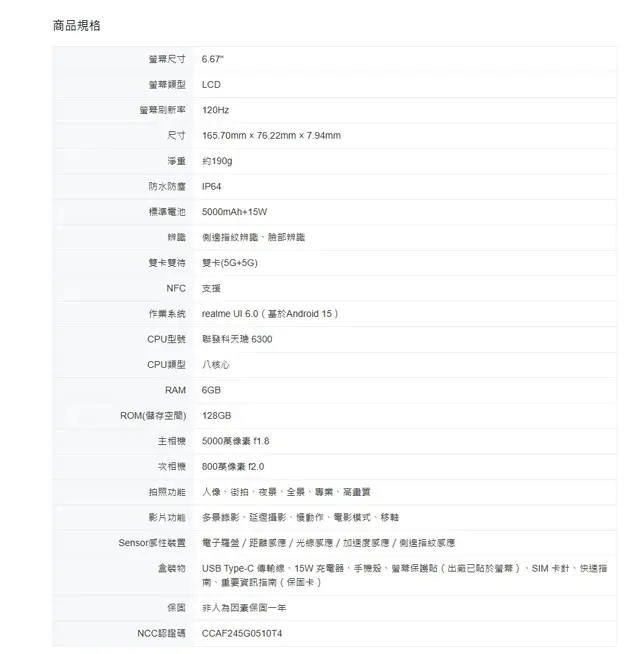 商品規格
螢幕尺寸 6.67"
螢幕類型 LCD
螢幕刷新率 120Hz
尺寸 165.70mm × 76.22mm × 7.94mm
淨重 約190g
防水防塵 IP64
標準電池 5000mAh+15W
辨識 側邊指紋辨識、臉部辨識
雙卡雙待 雙卡(5G+5G)
NFC 支援
作業系統 realme UI 6.0 ( 基於Android 15 )
CPU型號 聯發科天璣 6300
CPU類型 八核心
RAM 6GB
ROM(儲存空間) 128GB
主相機 5000萬像素 f1.8
次相機 800萬像素 f2.0
拍照功能 人像、街拍、夜景、全景、專業、高畫質
影片功能 多景錄影、延遲攝影、慢動作、電影模式、移軸
Sensor感性裝置 電子羅盤 / 距離感應 / 光線感應 / 加速度感應 / 側邊指紋感應
盒裝物 USB Type-C 傳輸線、15W 充電器、手機殼、螢幕保護貼 ( 出廠已貼於螢幕 ) 、SIM 卡針、快速指
南、重要資訊指南 ( 保固卡 )
保固 非人為因素保固一年
NCC認證碼 CCAF245G0510T4